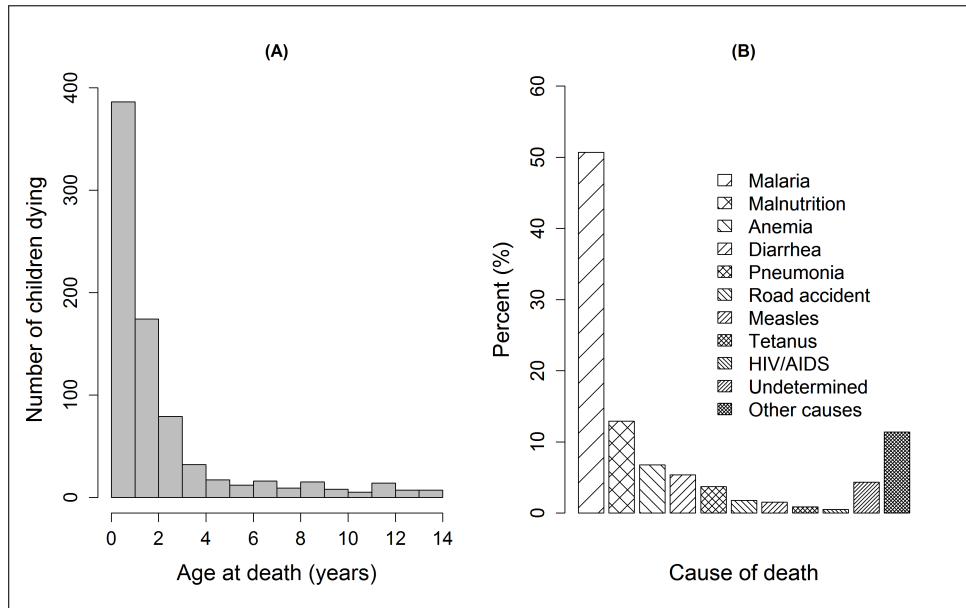 (A)
Number of children dying
400
300
200
100
0
0 2 4 6 8 10 12 14
Age at death (years)
(B)
Percent (%)
60
50
40
30
20
10
0
Malaria
Malnutrition
Anemia
Diarrhea
Pneumonia
Road accident
Measles
Tetanus
HIV/AIDS
Undetermined
Other causes
Cause of death